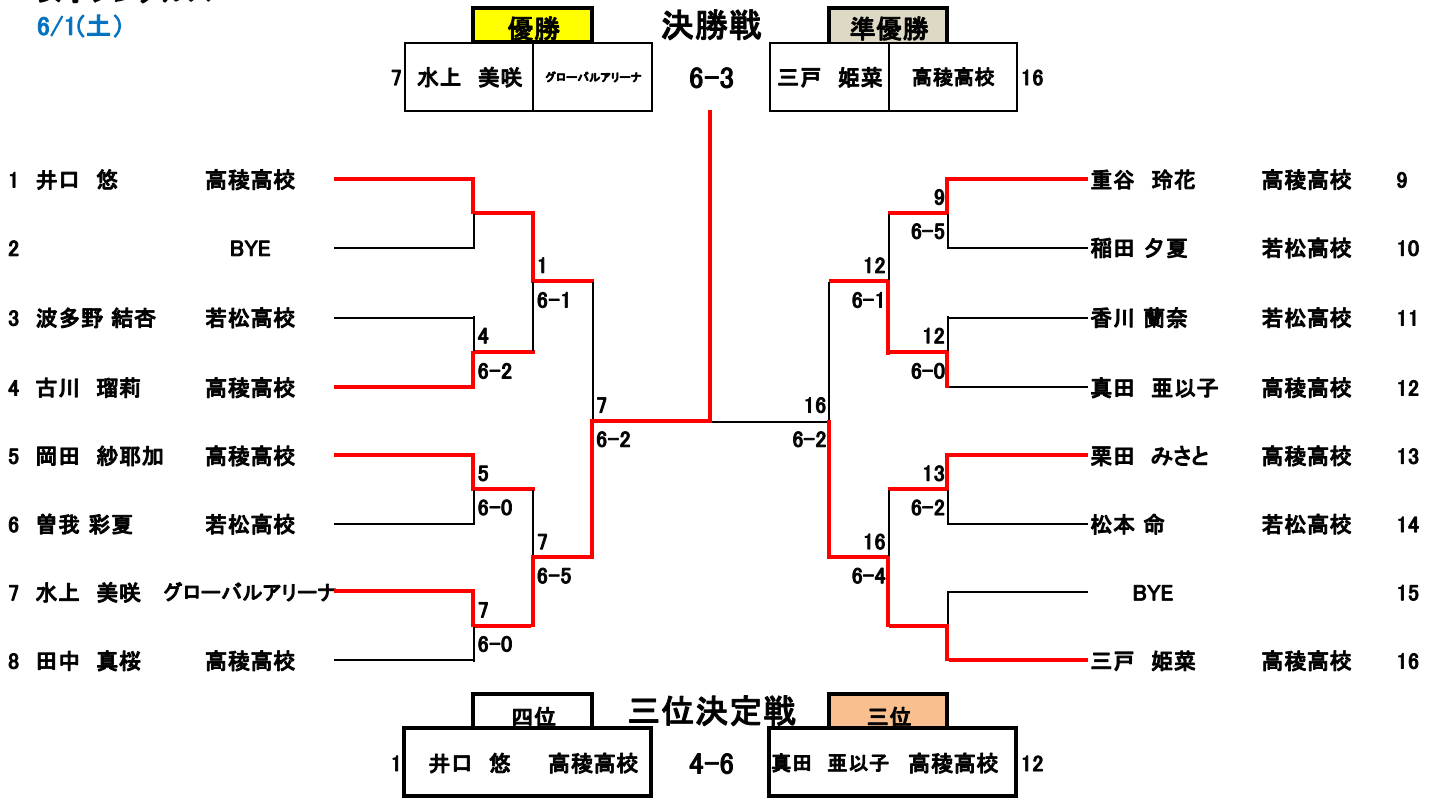 6/1(土)
優勝 決勝戦 準優勝
7 水上 美咲 グローバルアリーナ 6-3 三戸 姫菜 高稜高校 16
1 井口 悠 高稜高校 重谷 玲花 高稜高校 9
9
6-5
2 BYE 稲田 夕夏 若松高校 10
1 12
6-1 6-1
3 波多野 結杏 若松高校 香川 蘭奈 若松高校 11
4 12
6-2 6-0
4 古川 瑠莉 高稜高校 真田 亜以子 高稜高校 12
7 16
6-2 6-2
5 岡田 紗耶加 高稜高校 栗田 みさと 高稜高校 13
5 13
6-0 6-2
6 曽我 彩夏 若松高校 松本 命 若松高校 14
7 16
6-5 6-4
7 水上 美咲 グローバルアリーナ BYE 15
7
6-0
8 田中 真桜 高稜高校 三戸 姫菜 高稜高校 16
四位 三位決定戦 三位
1 井口 悠 高稜高校 4-6 真田 亜以子 高稜高校 12